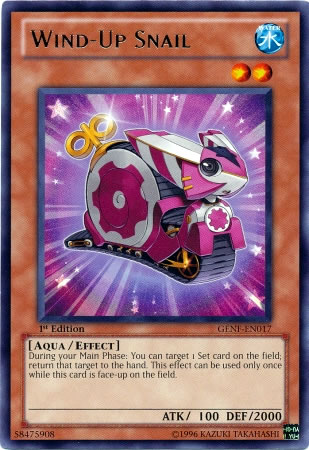 WIND-UP SNAIL
WATER
水
1st Edition
GENF-EN017
[AQUA / EFFECT]
During your Main Phase: You can target 1 Set card on the field;
return that target to the hand. This effect can be used only once
while this card is face-up on the field.
ATK/ 100 DEF/2000
58475908
©1996 KAZUKI TAKAHASHI